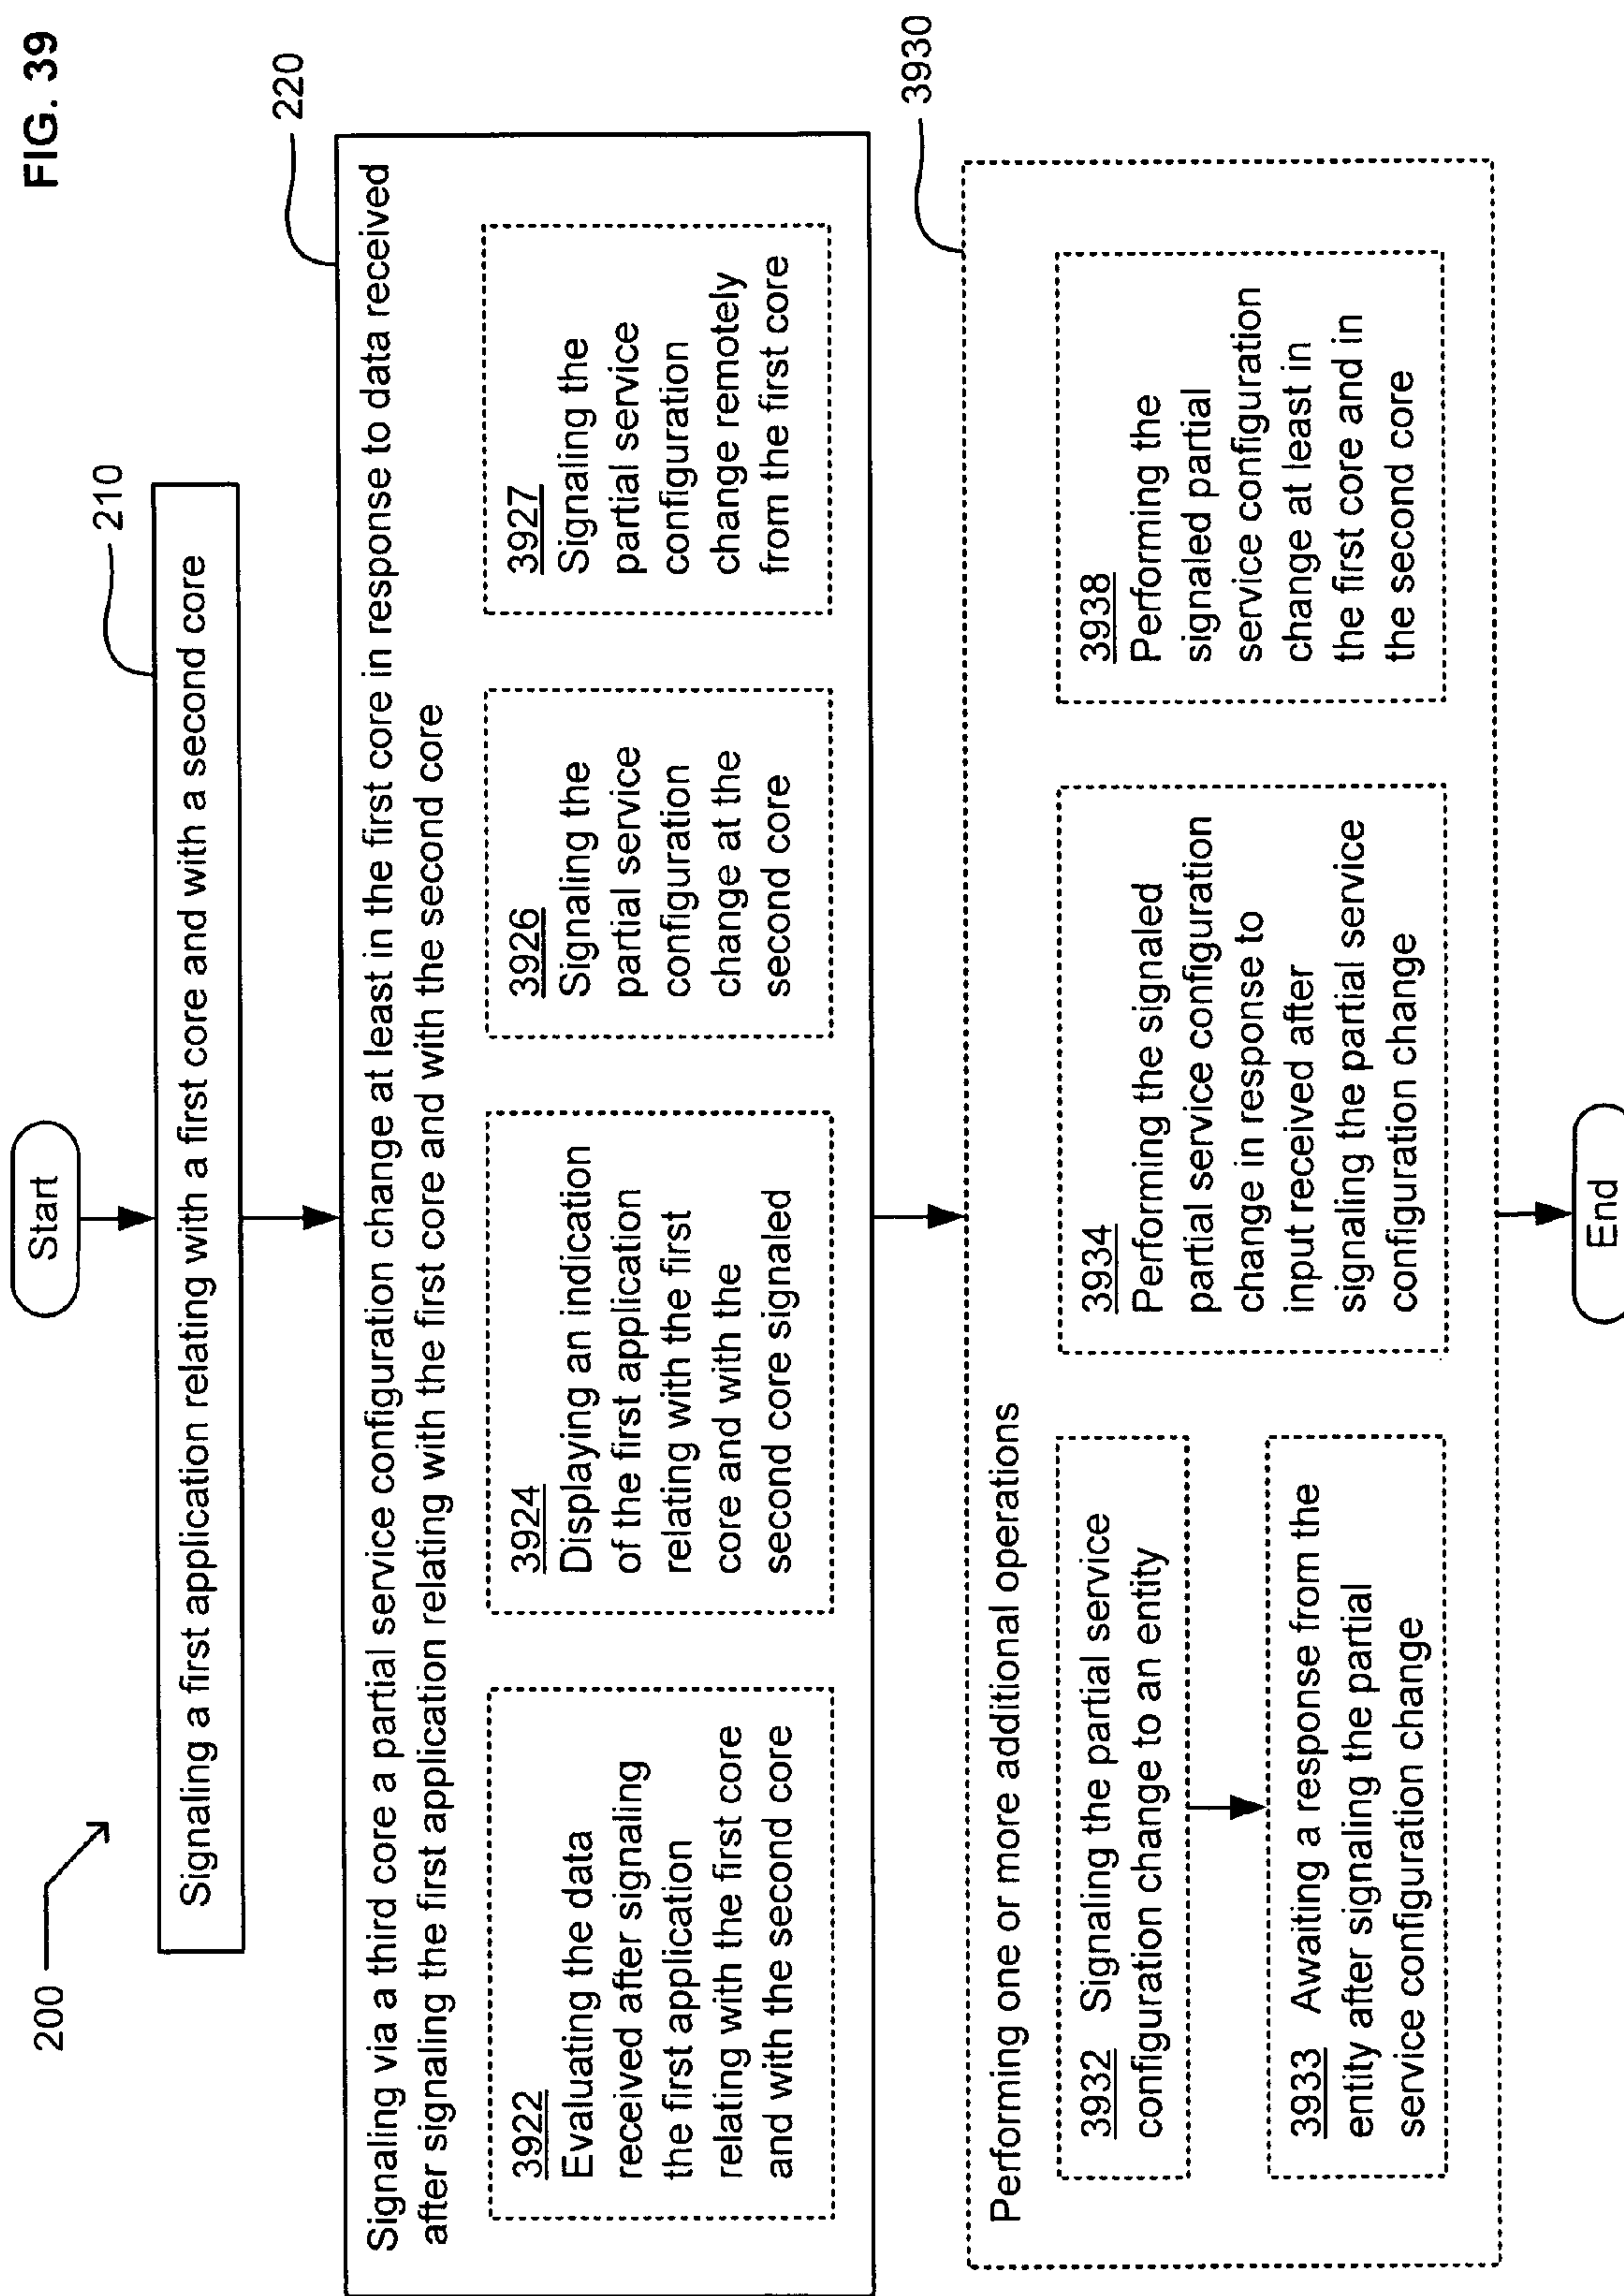 FIG. 39
200
Start
210
Signaling a first application relating with a first core and with a second core
220
Signaling via a third core a partial service configuration change at least in the first core in response to data received
after signaling the first application relating with the first core and with the second core
3922
Evaluating the data
received after signaling
the first application
relating with the first core
and with the second core
3924
Displaying an indication
of the first application
relating with the first
core and with the
second core signaled
3926
Signaling the
partial service
configuration
change at the
second core
3927
Signaling the
partial service
configuration
change remotely
from the first core
3930
Performing one or more additional operations
3932 Signaling the partial service
configuration change to an entity
3933 Awaiting a response from the
entity after signaling the partial
service configuration change
3934
Performing the signaled
partial service configuration
change in response to
input received after
signaling the partial service
configuration change
3938
Performing the
signaled partial
service configuration
change at least in
the first core and in
the second core
End